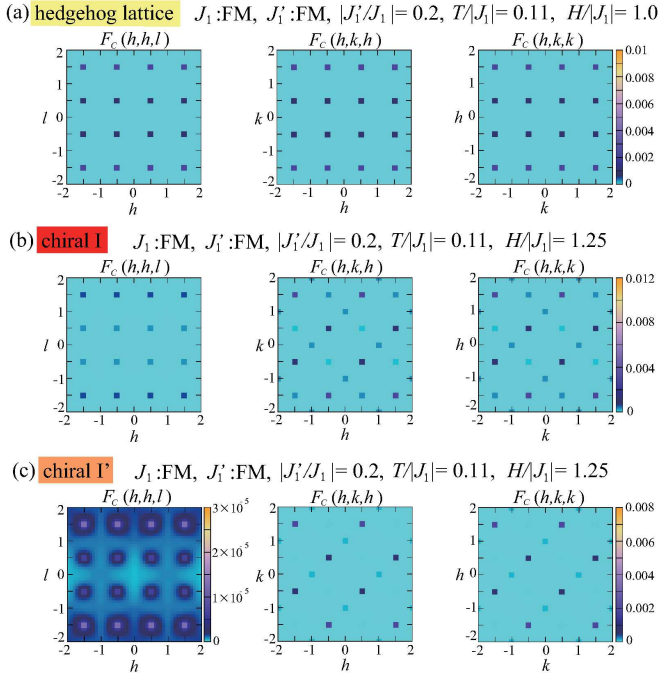 (a) hedgehog lattice J₁ :FM, J₁' :FM, |J₁'/J₁ |= 0.2, T/|J₁|= 0.11, H/|J₁|= 1.0
F_C (h,h,l) F_C (h,k,h) F_C (h,k,k)
2 2 2 0.01
1 1 1 0.008
l 0 k 0 h 0 0.006
0.004
-1 -1 -1 0.002
-2 -2 -2 0
-2 -1 0 1 2 -2 -1 0 1 2 -2 -1 0 1 2
h h k
(b) chiral I J₁ :FM, J₁' :FM, |J₁'/J₁ |= 0.2, T/|J₁|= 0.11, H/|J₁|= 1.25
F_C (h,h,l) F_C (h,k,h) F_C (h,k,k)
2 2 2 0.012
1 1 1
0.008
l 0 k 0 h 0
0.004
-1 -1 -1
-2 -2 -2 0
-2 -1 0 1 2 -2 -1 0 1 2 -2 -1 0 1 2
h h k
(c) chiral I' J₁ :FM, J₁' :FM, |J₁'/J₁ |= 0.2, T/|J₁|= 0.11, H/|J₁|= 1.25
F_C (h,h,l) F_C (h,k,h) F_C (h,k,k)
2 3×10⁻⁵ 2 2 0.008
1 2×10⁻⁵ 1 1 0.006
l 0 k 0 h 0 0.004
-1 1×10⁻⁵ -1 -1 0.002
-2 0 -2 -2 0
-2 -1 0 1 2 -2 -1 0 1 2 -2 -1 0 1 2
h h k